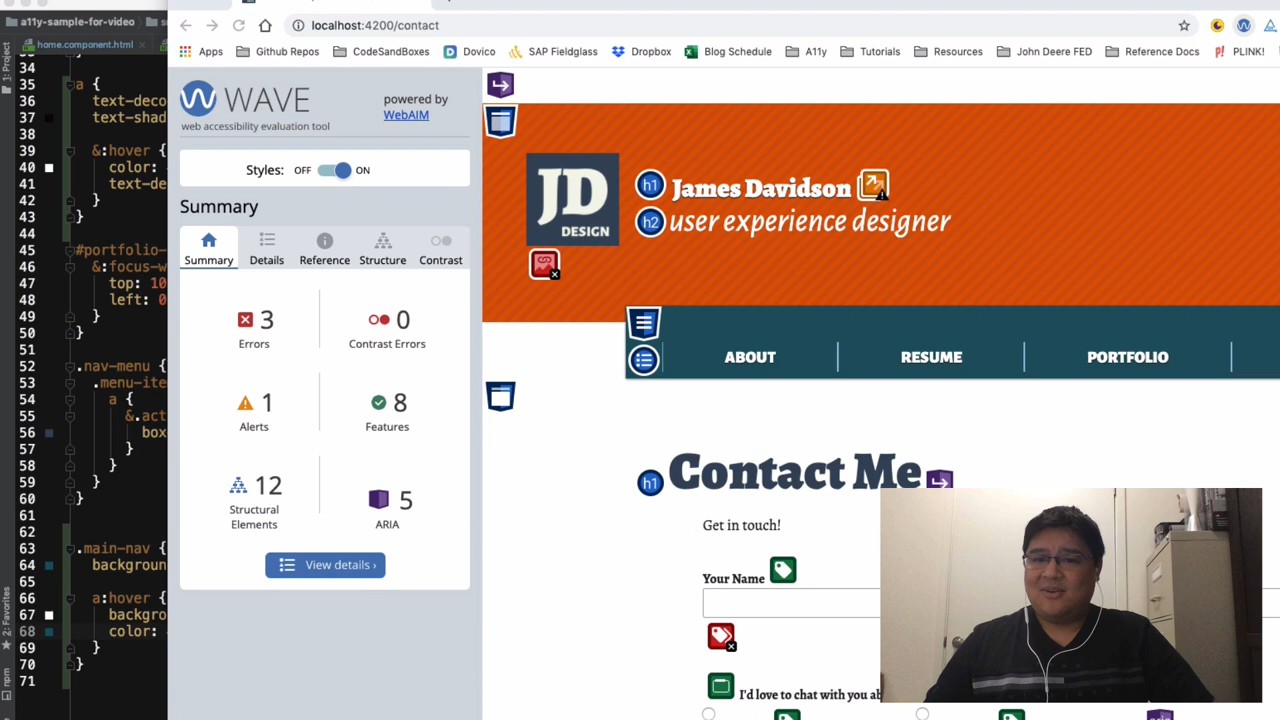 a11y-sample-for-video
home.component.html
1: Project
34
35 a {
36 text-deco
37 text-shad
38
39 &:hover {
40 color:
41 text-de
42 }
43 }
44
45 #portfolio-
46 &:focus-w
47 top: 10
48 left: 0
49 }
50 }
51
52 .nav-menu {
53 .menu-ite
54 a {
55 &.act
56 box
57 }
58 }
59 }
60 }
61
62
63 .main-nav {
64 backgroun
65
66 a:hover {
67 backgro
68 color:
69 }
70 }
71
2: Favorites
npm
localhost:4200/contact
Apps
Github Repos
CodeSandBoxes
Dovico
SAP Fieldglass
Dropbox
Blog Schedule
A11y
Tutorials
Resources
John Deere FED
Reference Docs
PLINK!
WAVE
web accessibility evaluation tool
powered by
WebAIM
Styles: OFF ON
Summary
Summary
Details
Reference
Structure
Contrast
3
Errors
0
Contrast Errors
1
Alerts
8
Features
12
Structural
Elements
5
ARIA
View details ›
JD
DESIGN
h1 James Davidson
h2 user experience designer
ABOUT
RESUME
PORTFOLIO
h1 Contact Me
Get in touch!
Your Name
I'd love to chat with you ab